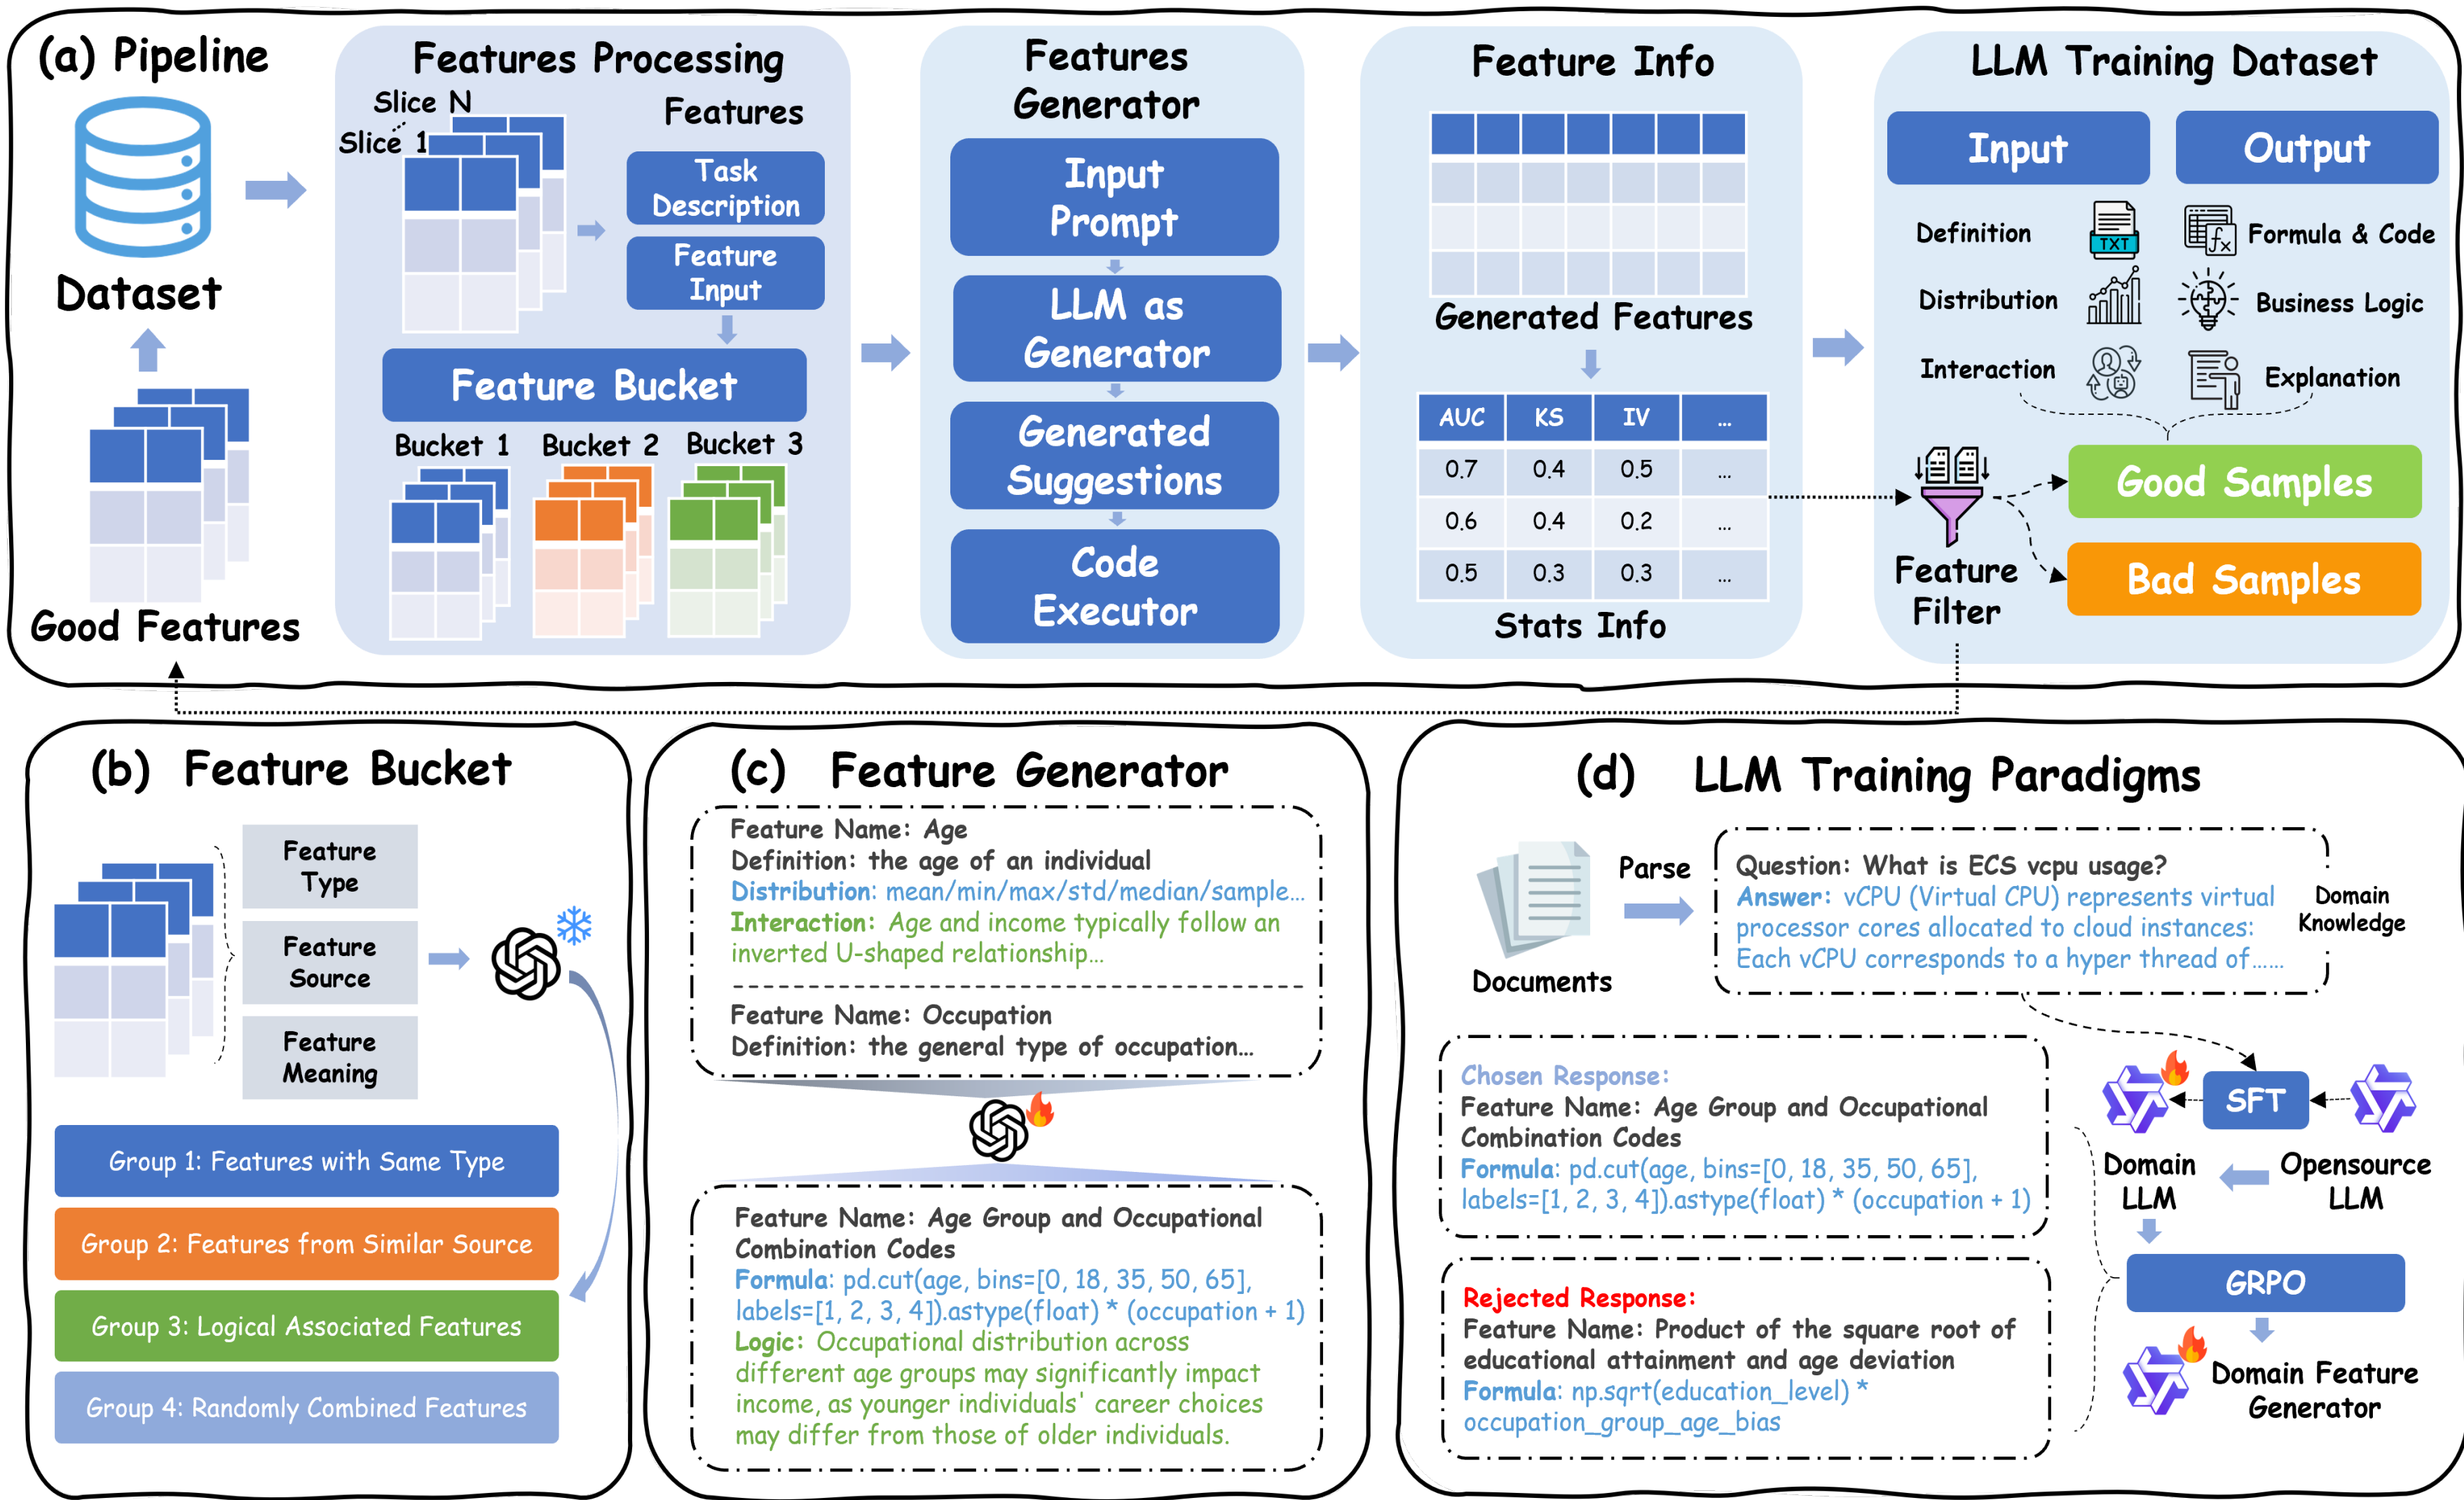 (a) Pipeline
Dataset
Good Features
Features Processing
Slice N
Slice 1
Features
Task
Description
Feature
Input
Feature Bucket
Bucket 1
Bucket 2
Bucket 3
Features
Generator
Input
Prompt
LLM as
Generator
Generated
Suggestions
Code
Executor
Feature Info
Generated Features
AUC KS IV ...
0.7 0.4 0.5 ...
0.6 0.4 0.2 ...
0.5 0.3 0.3 ...
Stats Info
LLM Training Dataset
Input
Output
Definition
TXT
fx
Formula & Code
Distribution
Business Logic
Interaction
Explanation
Feature
Filter
Good Samples
Bad Samples
(b) Feature Bucket
Feature
Type
Feature
Source
Feature
Meaning
Group 1: Features with Same Type
Group 2: Features from Similar Source
Group 3: Logical Associated Features
Group 4: Randomly Combined Features
(c) Feature Generator
Feature Name: Age
Definition: the age of an individual
Distribution: mean/min/max/std/median/sample...
Interaction: Age and income typically follow an
inverted U-shaped relationship...
Feature Name: Occupation
Definition: the general type of occupation...
Feature Name: Age Group and Occupational
Combination Codes
Formula: pd.cut(age, bins=[0, 18, 35, 50, 65],
labels=[1, 2, 3, 4]).astype(float) * (occupation + 1)
Logic: Occupational distribution across
different age groups may significantly impact
income, as younger individuals' career choices
may differ from those of older individuals.
(d) LLM Training Paradigms
Documents
Parse
Question: What is ECS vcpu usage?
Answer: vCPU (Virtual CPU) represents virtual
processor cores allocated to cloud instances:
Each vCPU corresponds to a hyper thread of......
Domain
Knowledge
Chosen Response:
Feature Name: Age Group and Occupational
Combination Codes
Formula: pd.cut(age, bins=[0, 18, 35, 50, 65],
labels=[1, 2, 3, 4]).astype(float) * (occupation + 1)
Rejected Response:
Feature Name: Product of the square root of
educational attainment and age deviation
Formula: np.sqrt(education_level) *
occupation_group_age_bias
SFT
Domain
LLM
Opensource
LLM
GRPO
Domain Feature
Generator